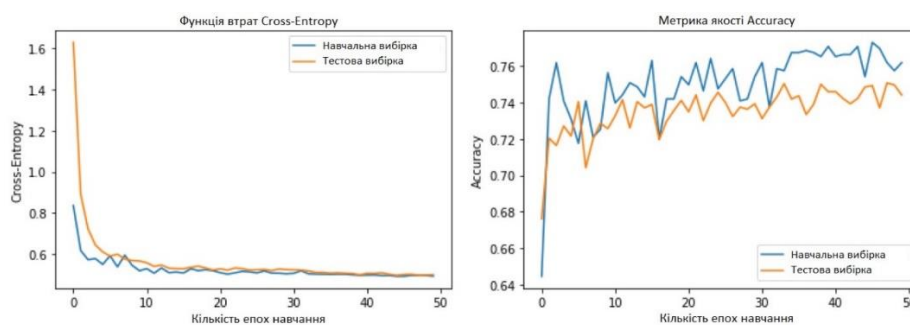 Функція втрат Cross-Entropy
Навчальна вибірка
Тестова вибірка
Cross-Entropy
1.6
1.4
1.2
1.0
0.8
0.6
0
10
20
30
40
50
Кількість епох навчання
Метрика якості Accuracy
Accuracy
0.76
0.74
0.72
0.70
0.68
0.66
0.64
Навчальна вибірка
Тестова вибірка
0
10
20
30
40
Кількість епох навчання